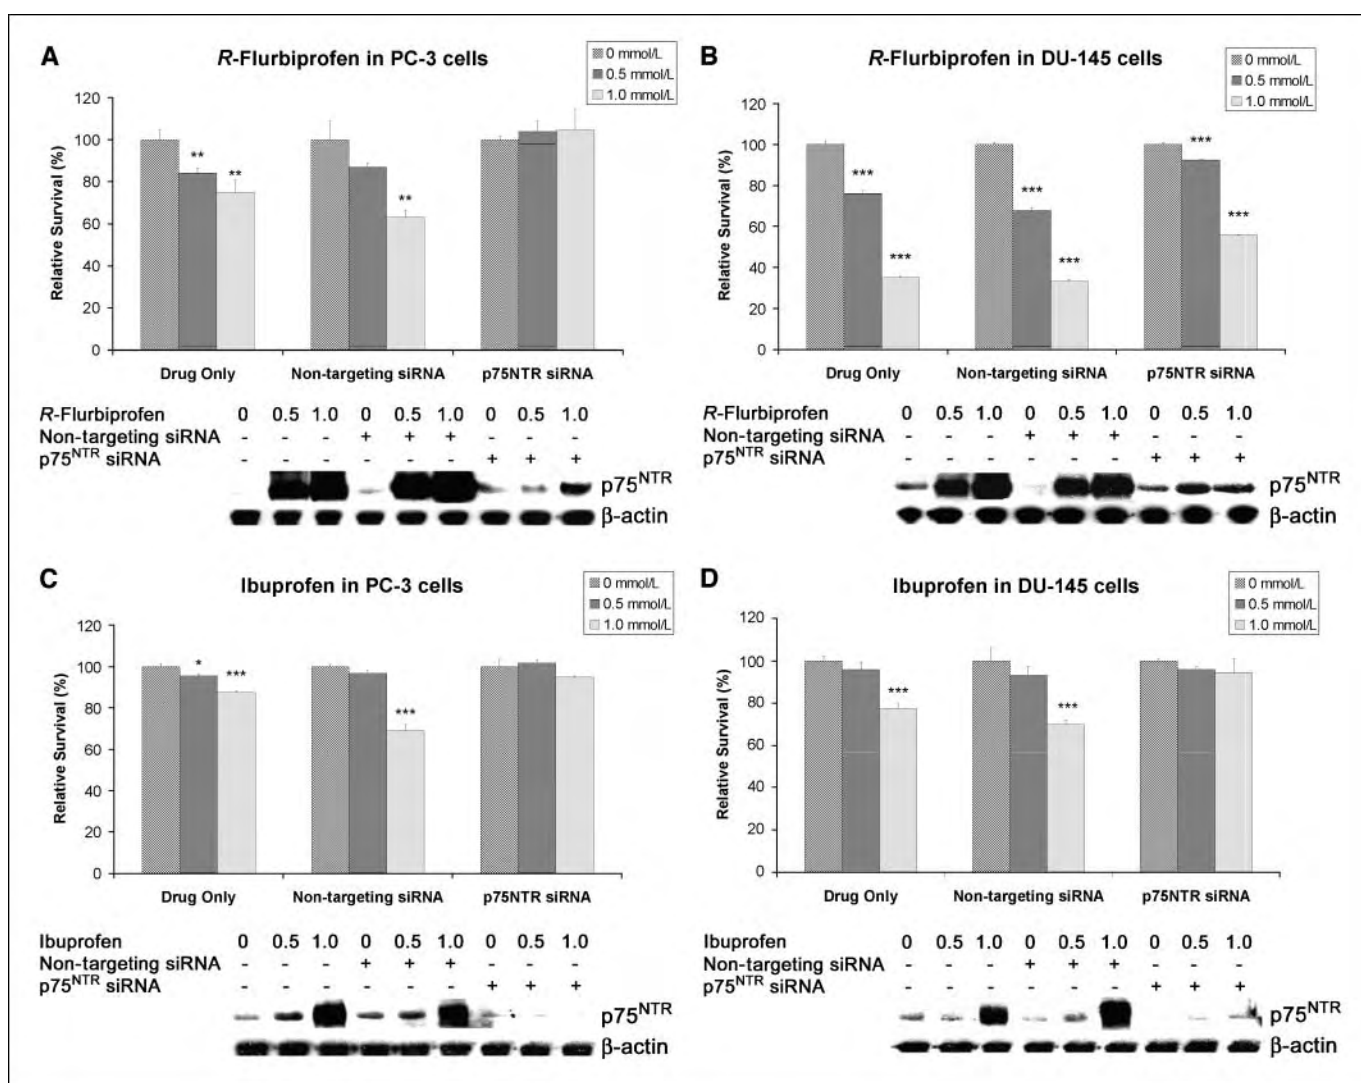 A
R-Flurbiprofen in PC-3 cells
0 mmol/L
0.5 mmol/L
1.0 mmol/L
Relative Survival (%)
120
100
80
60
40
20
0
** ** **
Drug Only Non-targeting siRNA p75NTR siRNA
R-Flurbiprofen 0 0.5 1.0 0 0.5 1.0 0 0.5 1.0
Non-targeting siRNA - - - + + + - - -
p75NTR siRNA - - - - - - + + +
p75NTR
β-actin
B
R-Flurbiprofen in DU-145 cells
0 mmol/L
0.5 mmol/L
1.0 mmol/L
Relative Survival (%)
120
100
80
60
40
20
0
*** *** *** *** *** ***
Drug Only Non-targeting siRNA p75NTR siRNA
R-Flurbiprofen 0 0.5 1.0 0 0.5 1.0 0 0.5 1.0
Non-targeting siRNA - - - + + + - - -
p75NTR siRNA - - - - - - + + +
p75NTR
β-actin
C
Ibuprofen in PC-3 cells
0 mmol/L
0.5 mmol/L
1.0 mmol/L
Relative Survival (%)
120
100
80
60
40
20
0
* *** ***
Drug Only Non-targeting siRNA p75NTR siRNA
Ibuprofen 0 0.5 1.0 0 0.5 1.0 0 0.5 1.0
Non-targeting siRNA - - - + + + - - -
p75NTR siRNA - - - - - - + + +
p75NTR
β-actin
D
Ibuprofen in DU-145 cells
0 mmol/L
0.5 mmol/L
1.0 mmol/L
Relative Survival (%)
120
100
80
60
40
20
0
*** ***
Drug Only Non-targeting siRNA p75NTR siRNA
Ibuprofen 0 0.5 1.0 0 0.5 1.0 0 0.5 1.0
Non-targeting siRNA - - - + + + - - -
p75NTR siRNA - - - - - - + + +
p75NTR
β-actin